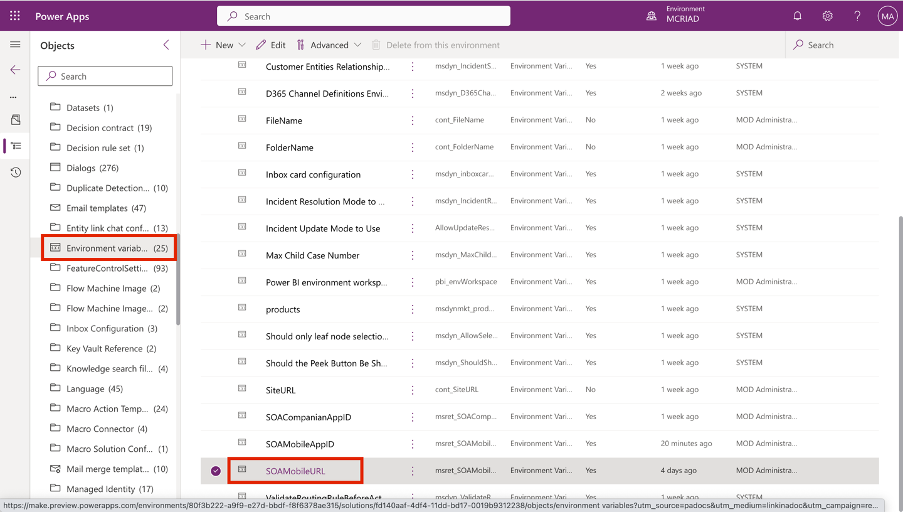 Power Apps
Search
Environment
MCRIAD
?
MA
Objects
New
Edit
Advanced
Delete from this environment
Search
Search
Datasets (1)
Decision contract (19)
Decision rule set (1)
Dialogs (276)
Duplicate Detection... (10)
Email templates (47)
Entity link chat conf... (13)
Environment variab... (25)
FeatureControlSetti... (93)
Flow Machine Image (2)
Flow Machine Image... (2)
Inbox Configuration (3)
Key Vault Reference (2)
Knowledge search fil... (4)
Language (45)
Macro Action Temp... (24)
Macro Connector (4)
Macro Solution Conf... (1)
Mail merge templat... (10)
Managed Identity (17)
Customer Entities Relationship... msdyn_IncidentS... Environment Vari... Yes 1 week ago SYSTEM
D365 Channel Definitions Envi... msdyn_D365Cha... Environment Vari... Yes 2 weeks ago SYSTEM
FileName cont_FileName Environment Vari... No 1 week ago MOD Administra...
FolderName cont_FolderName Environment Vari... No 1 week ago MOD Administra...
Inbox card configuration msdyn_inboxcar... Environment Vari... Yes 1 week ago SYSTEM
Incident Resolution Mode to ... msdyn_IncidentR... Environment Vari... Yes 1 week ago SYSTEM
Incident Update Mode to Use AllowUpdateRes... Environment Vari... Yes 1 week ago SYSTEM
Max Child Case Number msdyn_MaxChild... Environment Vari... Yes 1 week ago SYSTEM
Power BI environment worksp... pbi_envWorkspace Environment Vari... Yes 1 week ago MOD Administra...
products msdynmkt_prod... Environment Vari... Yes 1 week ago SYSTEM
Should only leaf node selectio... msdyn_AllowSele... Environment Vari... Yes 1 week ago SYSTEM
Should the Peek Button Be Sh... msdyn_ShouldSh... Environment Vari... Yes 1 week ago SYSTEM
SiteURL cont_SiteURL Environment Vari... No 1 week ago MOD Administra...
SOACompanianAppID msret_SOAComp... Environment Vari... Yes 1 week ago MOD Administra...
SOAMobileAppID msret_SOAMobil... Environment Vari... Yes 20 minutes ago MOD Administra...
SOAMobileURL msret_SOAMobil... Environment Vari... Yes 4 days ago MOD Administra...
ValidateRoutingRuleBeforeAct... msdyn_ValidateR... Environment Vari... Yes 1 week ago SYSTEM
https://make.preview.powerapps.com/environments/80f3b222-a9f9-e27d-bbdf-f8f6378ae315/solutions/fd140aaf-4df4-11dd-bd17-0019b9312238/objects/environment variables?utm_source=padocs&utm_medium=linkinadoc&utm_campaign=re...